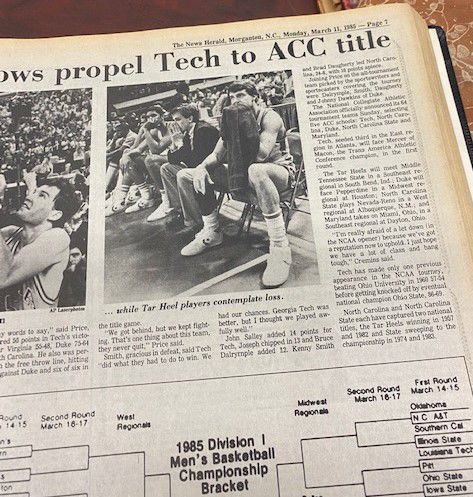 The News Herald, Morganton, N.C., Monday, March 11, 1985 — Page 7
ows propel Tech to ACC title
and Brad Daugherty led North Caro-
lina, 24-8, with 16 points apiece.
Joining Price on the all-tournament
team picked by the sportswriters and
sportscasters covering the tourney
were Dalrymple, Smith, Daugherty
and Johnny Dawkins of Duke.
The National Collegiate Athletic
Association officially announced its 64
tournament teams Sunday, selecting
five ACC schools: Tech, North Caro-
lina, Duke, North Carolina State and
Maryland.
Tech, seeded third in the East re-
gion in Atlanta, will face Mercer of
Macon, the Trans America Athletic
Conference champion, in the first
round.
The Tar Heels will meet Middle
Tennessee State in a Southeast re-
gional in South Bend, Ind.; Duke will
face Pepperdine in a Midwest re-
gional at Houston; North Carolina
State plays Nevada-Reno in a West
regional at Albuquerque, N.M., and
Maryland takes on Miami, Ohio, in a
Southeast regional at Dayton, Ohio.
"I'm really afraid of a let down (in
the NCAA opener) because we've got
a reputation now to uphold. I just hope
we have a lot of class and bang
tough," Cremins said.
Tech has made only one previous
appearance in the NCAA tourney,
beating Ohio University in 1960 57-54
before getting knocked off by eventual
national champion Ohio State, 86-69.
North Carolina and North Carolina
State each have captured two national
titles, the Tar Heels winning in 1957
and 1982 and State sweeping to the
championship in 1974 and 1983.
AP Laserphotos
... while Tar Heel players contemplate loss.
on
y words to say," said Price,
red 50 points in Tech's victo-
Virginia 55-48, Duke 75-64
th Carolina. He also was per-
n the free throw line, hitting
against Duke and six of six in
the title game.
"We got behind, but we kept fight-
ing. That's one thing about this team,
they never quit," Price said.
Smith, gracious in defeat, said Tech
"did what they had to do to win. We
had our chances. Georgia Tech was
better, but I thought we played aw-
fully well."
John Salley added 14 points for
Tech, Joseph chipped in 13 and Bruce
Dalrymple added 12. Kenny Smith
Round
14-15
Second Round
March 16-17
West
Regionals
1985 Division I
Men's Basketball
Championship
Bracket
Midwest
Regionals
Second Round
March 16-17
First Round
March 14-15
Oklahoma
N C A&T
Southern Cal
Illinois State
Louisiana Tech
Pitt
Ohio State
Iowa State